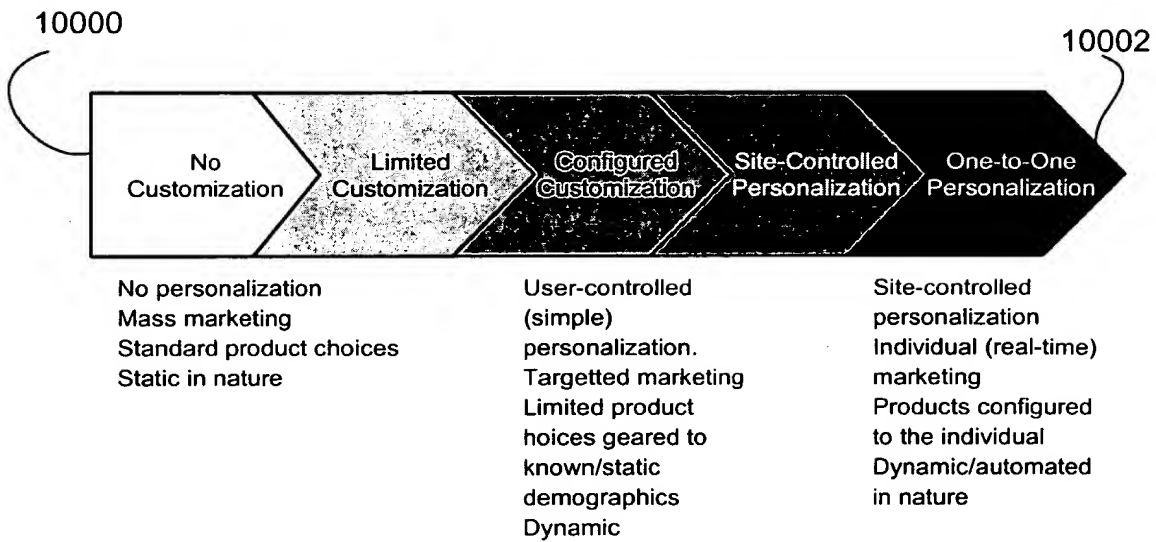 10000
10002
No
Customization
Limited
Customization
Configured
Customization
Site-Controlled
Personalization
One-to-One
Personalization
No personalization
Mass marketing
Standard product choices
Static in nature
User-controlled
(simple)
personalization.
Targetted marketing
Limited product
hoices geared to
known/static
demographics
Dynamic
Site-controlled
personalization
Individual (real-time)
marketing
Products configured
to the individual
Dynamic/automated
in nature